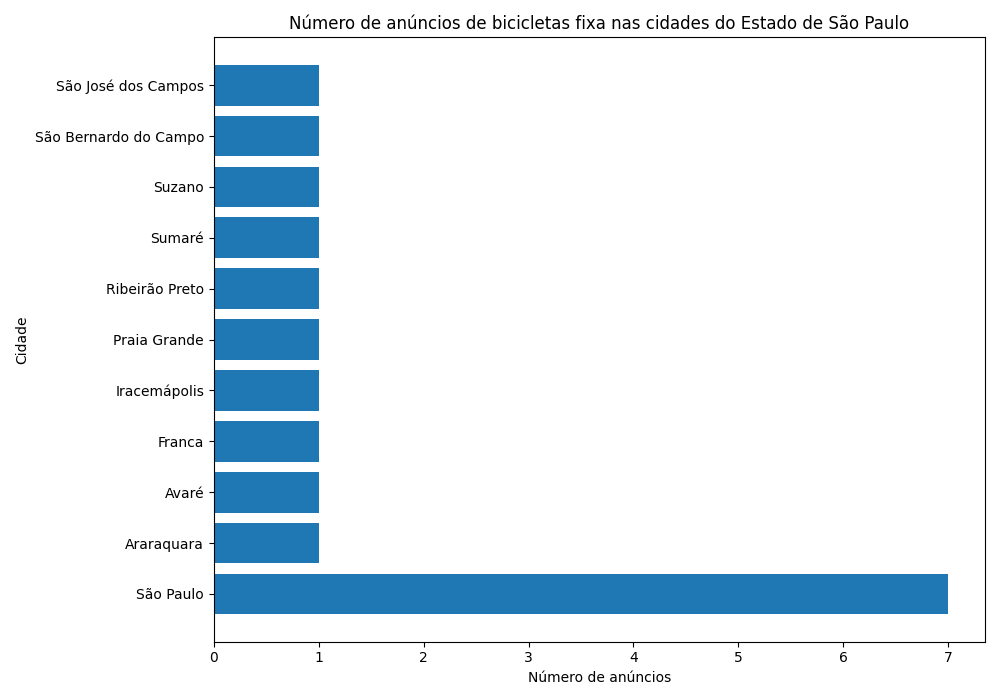 Número de anúncios de bicicletas fixa nas cidades do Estado de São Paulo
São José dos Campos
São Bernardo do Campo
Suzano
Sumaré
Ribeirão Preto
Praia Grande
Iracemápolis
Franca
Avaré
Araraquara
São Paulo
Cidade
0 1 2 3 4 5 6 7
Número de anúncios